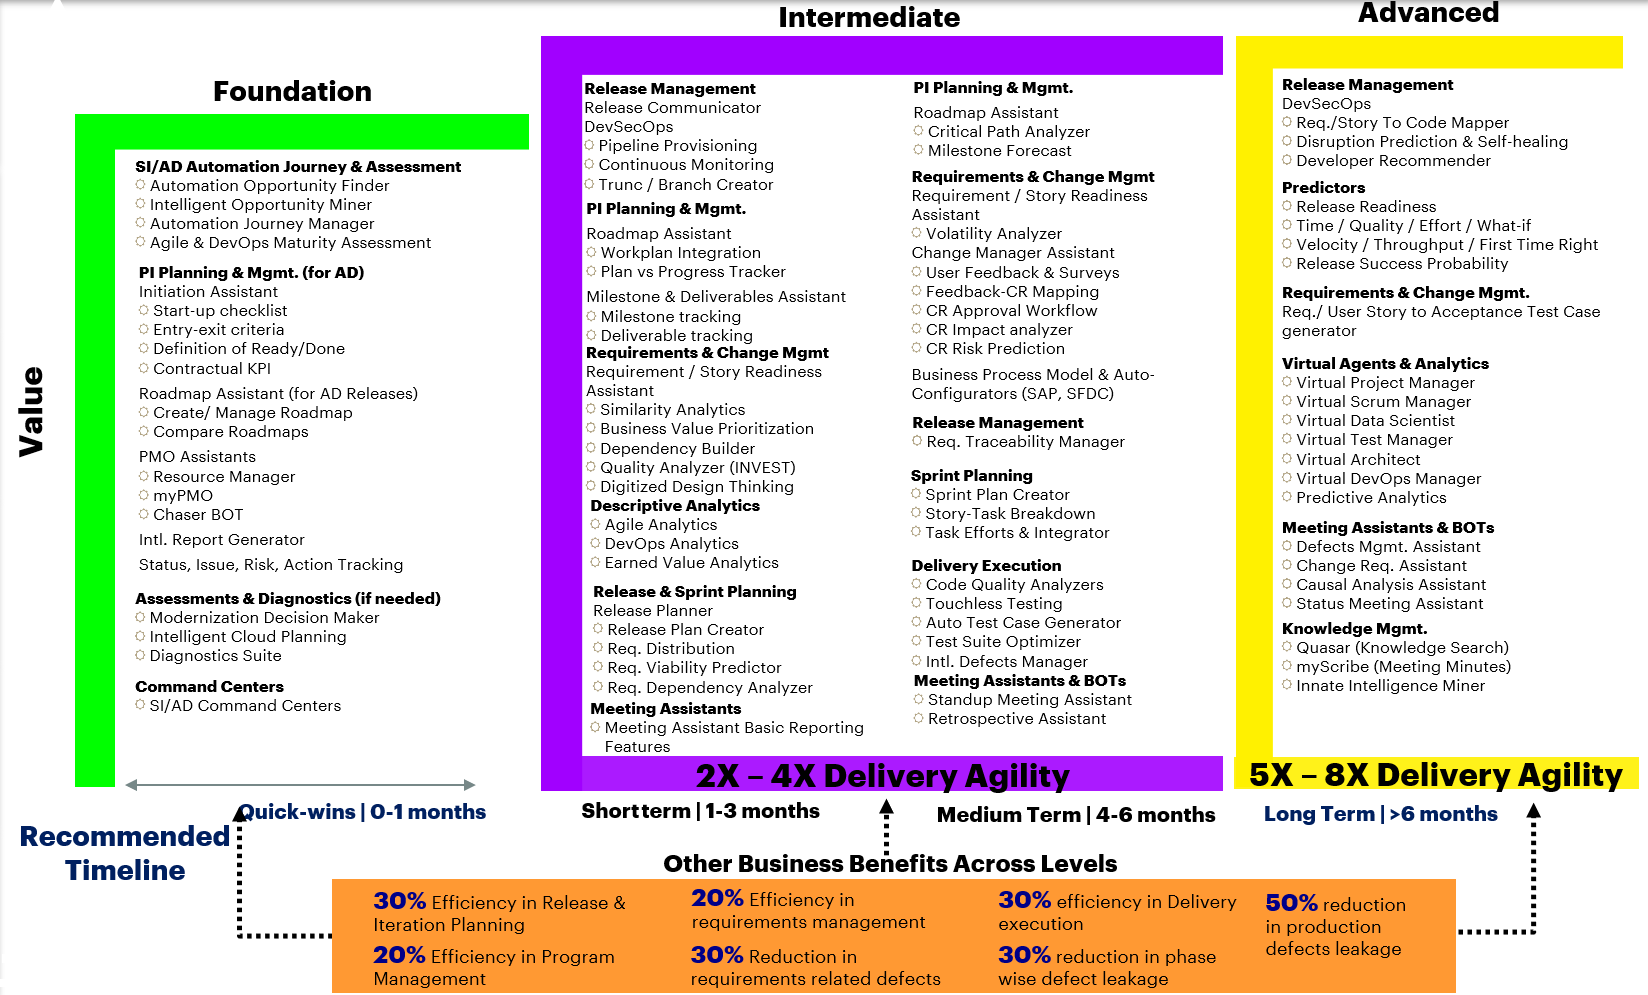 Foundation
SI/AD Automation Journey & Assessment
Automation Opportunity Finder
Intelligent Opportunity Miner
Automation Journey Manager
Agile & DevOps Maturity Assessment
PI Planning & Mgmt. (for AD)
Initiation Assistant
Start-up checklist
Entry-exit criteria
Definition of Ready/Done
Contractual KPI
Roadmap Assistant (for AD Releases)
Create/ Manage Roadmap
Compare Roadmaps
PMO Assistants
Resource Manager
myPMO
Chaser BOT
Intl. Report Generator
Status, Issue, Risk, Action Tracking
Assessments & Diagnostics (if needed)
Modernization Decision Maker
Intelligent Cloud Planning
Diagnostics Suite
Command Centers
SI/AD Command Centers
Intermediate
Release Management
Release Communicator
DevSecOps
Pipeline Provisioning
Continuous Monitoring
Trunc / Branch Creator
PI Planning & Mgmt.
Roadmap Assistant
Workplan Integration
Plan vs Progress Tracker
Milestone & Deliverables Assistant
Milestone tracking
Deliverable tracking
Requirements & Change Mgmt
Requirement / Story Readiness
Assistant
Similarity Analytics
Business Value Prioritization
Dependency Builder
Quality Analyzer (INVEST)
Digitized Design Thinking
Descriptive Analytics
Agile Analytics
DevOps Analytics
Earned Value Analytics
Release & Sprint Planning
Release Planner
Release Plan Creator
Req. Distribution
Req. Viability Predictor
Req. Dependency Analyzer
Meeting Assistants
Meeting Assistant Basic Reporting
Features
PI Planning & Mgmt.
Roadmap Assistant
Critical Path Analyzer
Milestone Forecast
Requirements & Change Mgmt
Requirement / Story Readiness
Assistant
Volatility Analyzer
Change Manager Assistant
User Feedback & Surveys
Feedback-CR Mapping
CR Approval Workflow
CR Impact analyzer
CR Risk Prediction
Business Process Model & Auto-
Configurators (SAP, SFDC)
Release Management
Req. Traceability Manager
Sprint Planning
Sprint Plan Creator
Story-Task Breakdown
Task Efforts & Integrator
Delivery Execution
Code Quality Analyzers
Touchless Testing
Auto Test Case Generator
Test Suite Optimizer
Intl. Defects Manager
Meeting Assistants & BOTs
Standup Meeting Assistant
Retrospective Assistant
2X – 4X Delivery Agility
Advanced
Release Management
DevSecOps
Req./Story To Code Mapper
Disruption Prediction & Self-healing
Developer Recommender
Predictors
Release Readiness
Time / Quality / Effort / What-if
Velocity / Throughput / First Time Right
Release Success Probability
Requirements & Change Mgmt.
Req./ User Story to Acceptance Test Case
generator
Virtual Agents & Analytics
Virtual Project Manager
Virtual Scrum Manager
Virtual Data Scientist
Virtual Test Manager
Virtual Architect
Virtual DevOps Manager
Predictive Analytics
Meeting Assistants & BOTs
Defects Mgmt. Assistant
Change Req. Assistant
Causal Analysis Assistant
Status Meeting Assistant
Knowledge Mgmt.
Quasar (Knowledge Search)
myScribe (Meeting Minutes)
Innate Intelligence Miner
5X – 8X Delivery Agility
Value
Recommended
Timeline
Quick-wins | 0-1 months
Short term | 1-3 months
Medium Term | 4-6 months
Long Term | >6 months
Other Business Benefits Across Levels
30% Efficiency in Release &
Iteration Planning
20% Efficiency in Program
Management
20% Efficiency in
requirements management
30% Reduction in
requirements related defects
30% efficiency in Delivery
execution
30% reduction in phase
wise defect leakage
50% reduction
in production
defects leakage